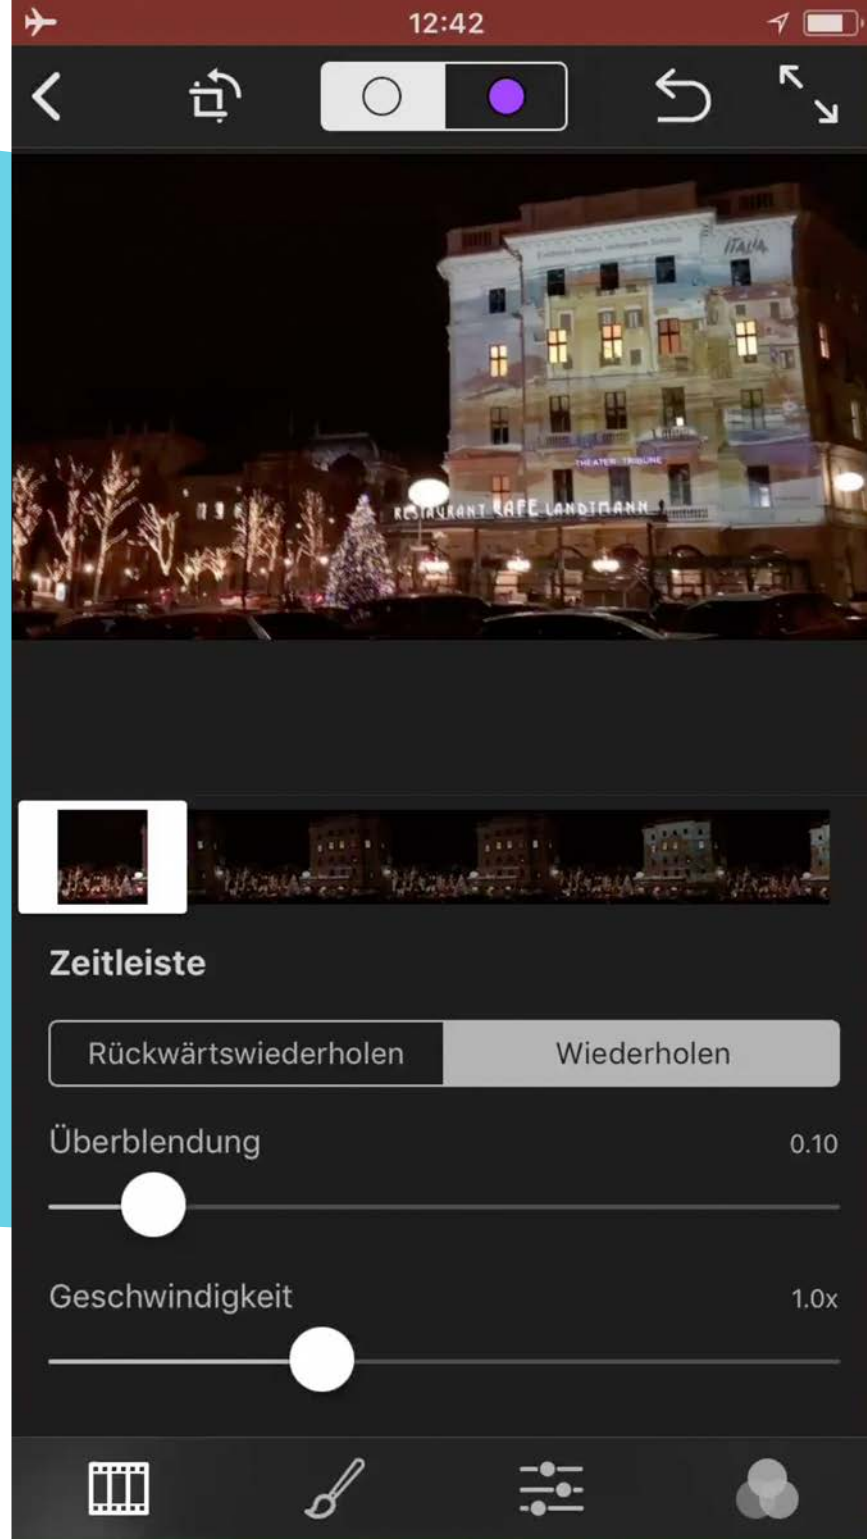 12:42
ITALIA
THEATER TRIBUNE
RESTAURANT CAFE LANDTMANN
Zeitleiste
Rückwärtswiederholen
Wiederholen
Überblendung
0.10
Geschwindigkeit
1.0x